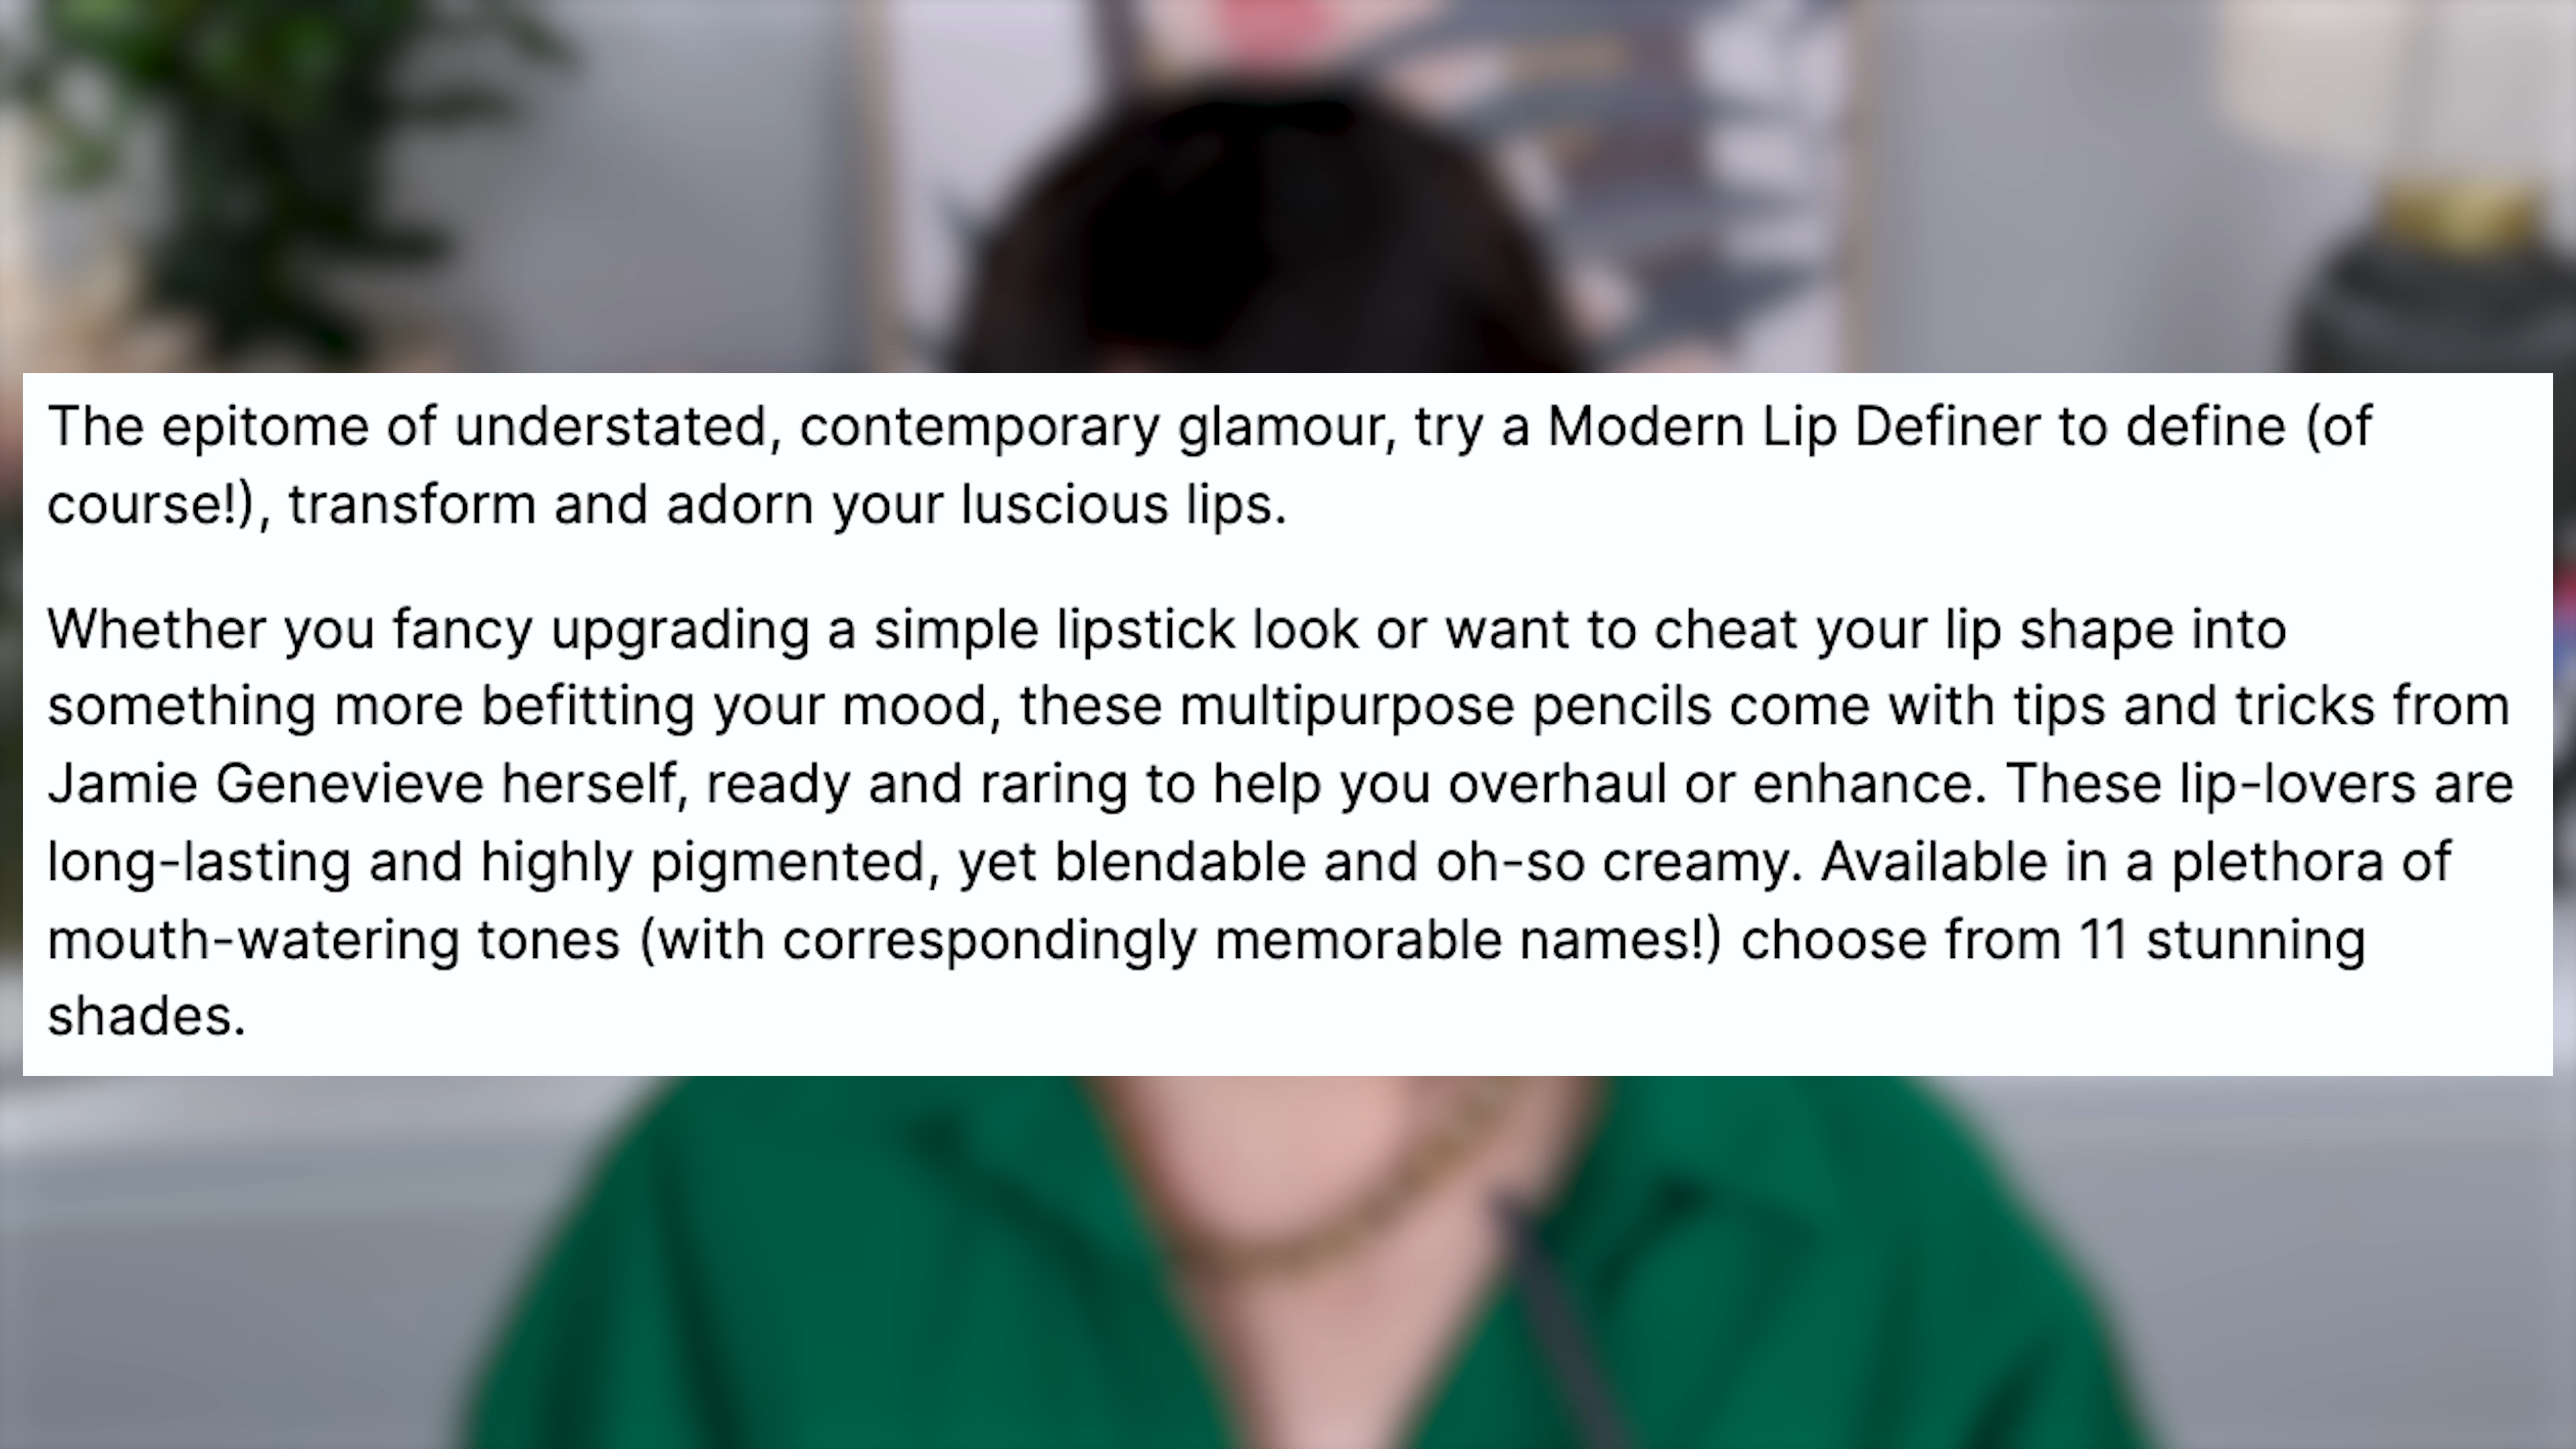 The epitome of understated, contemporary glamour, try a Modern Lip Definer to define (of
course!), transform and adorn your luscious lips.
Whether you fancy upgrading a simple lipstick look or want to cheat your lip shape into
something more befitting your mood, these multipurpose pencils come with tips and tricks from
Jamie Genevieve herself, ready and raring to help you overhaul or enhance. These lip-lovers are
long-lasting and highly pigmented, yet blendable and oh-so creamy. Available in a plethora of
mouth-watering tones (with correspondingly memorable names!) choose from 11 stunning
shades.